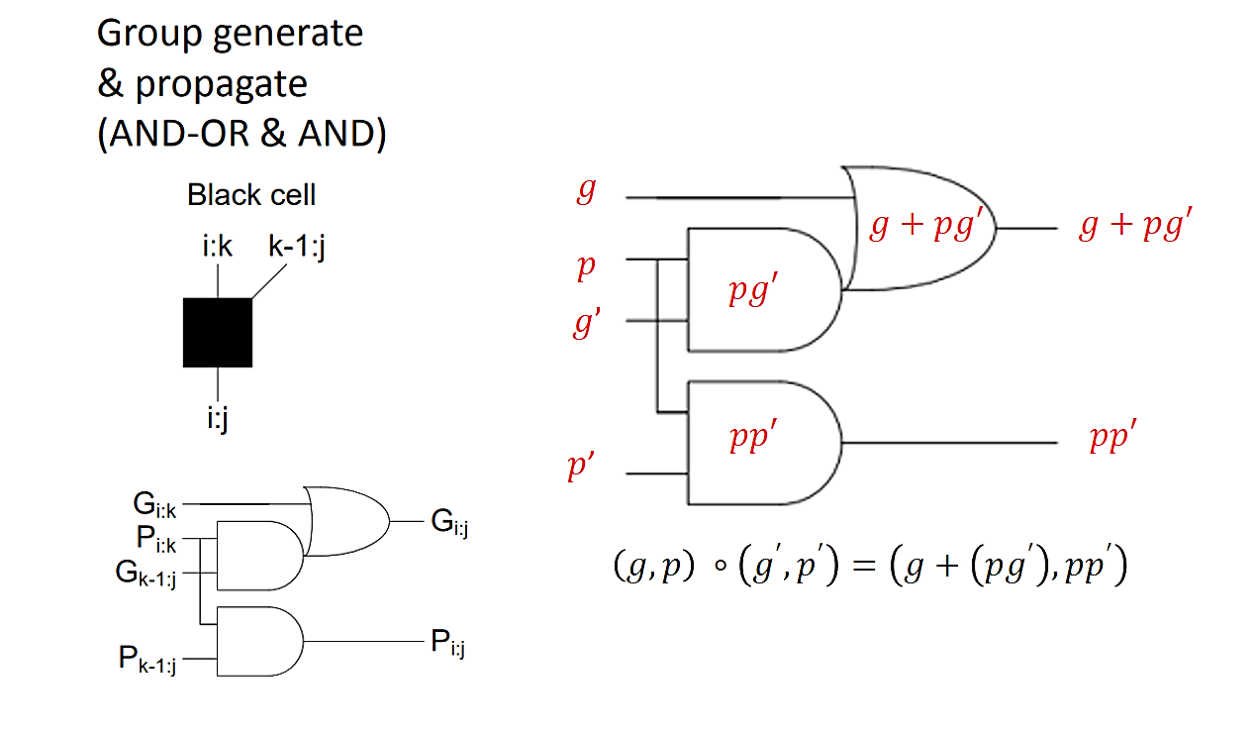 Group generate
& propagate
(AND-OR & AND)
Black cell
i:k k-1:j
i:j
G_{i:k}
P_{i:k}
G_{k-1:j}
P_{k-1:j}
G_{i:j}
P_{i:j}
g
p
g′
p′
pg′
g + pg′
pp′
g + pg′
pp′
(g,p) ∘ (g′,p′) = (g + (pg′),pp′)